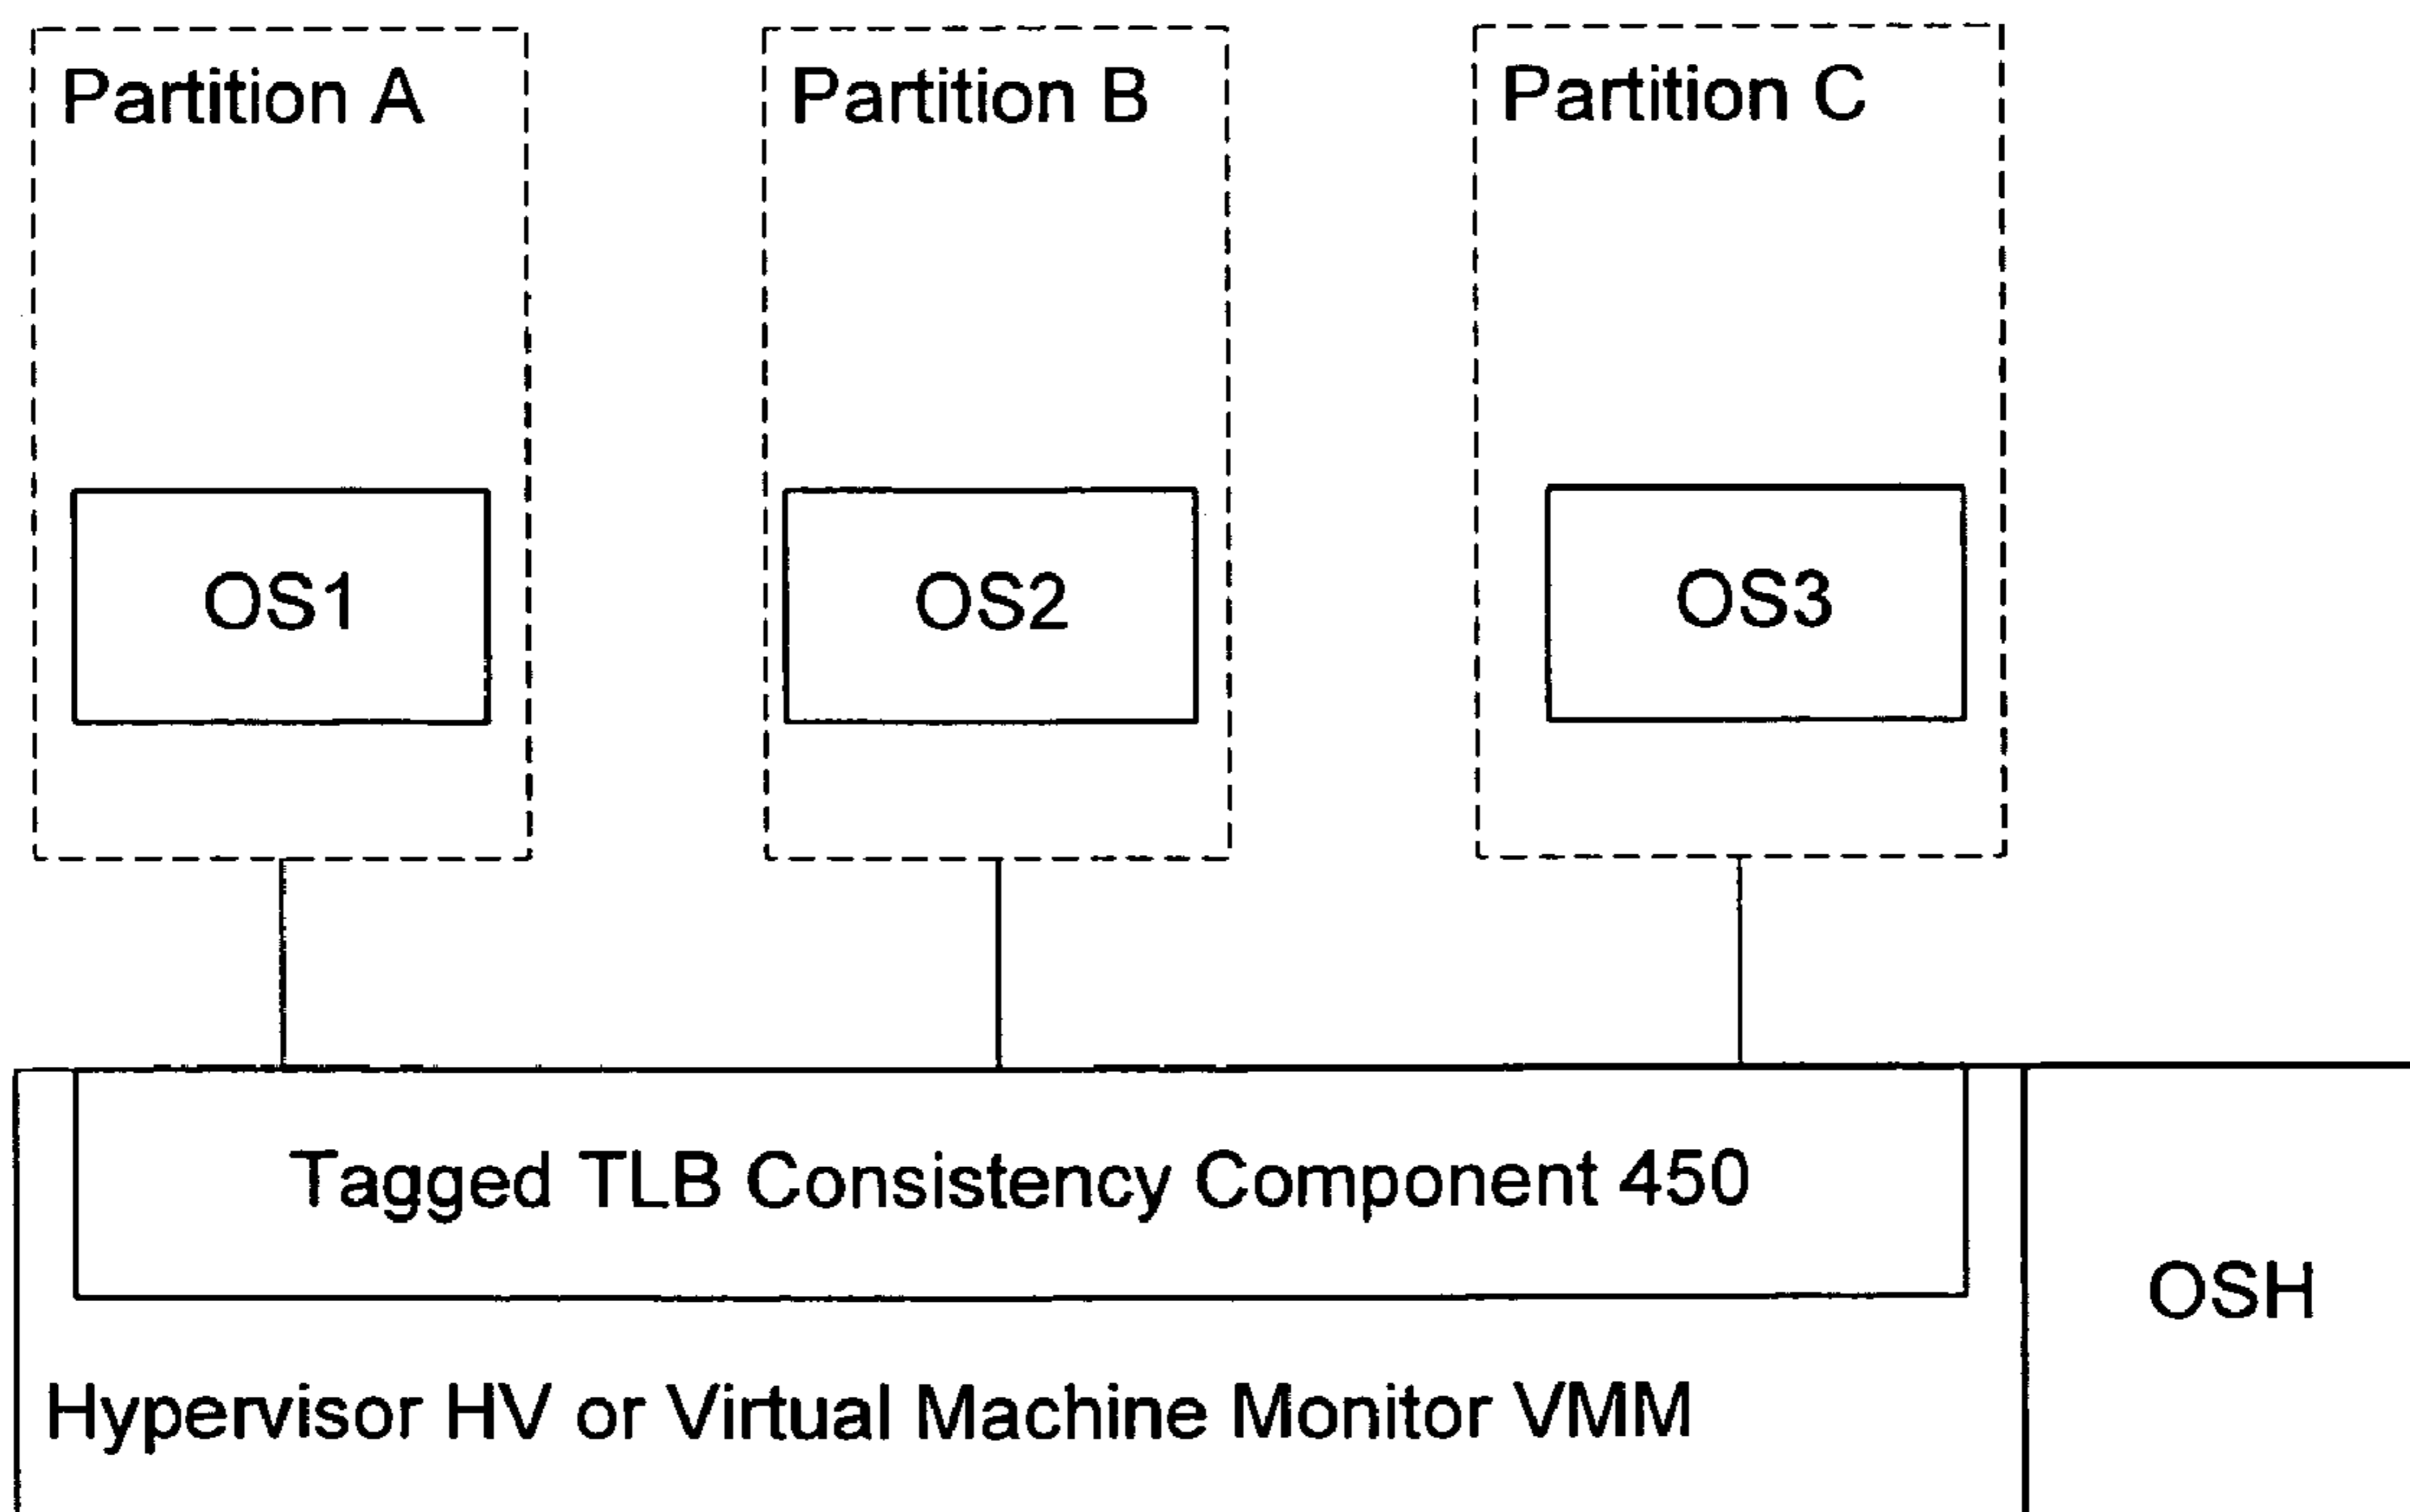 Partition A
Partition B
Partition C
OS1
OS2
OS3
Tagged TLB Consistency Component 450
OSH
Hypervisor HV or Virtual Machine Monitor VMM